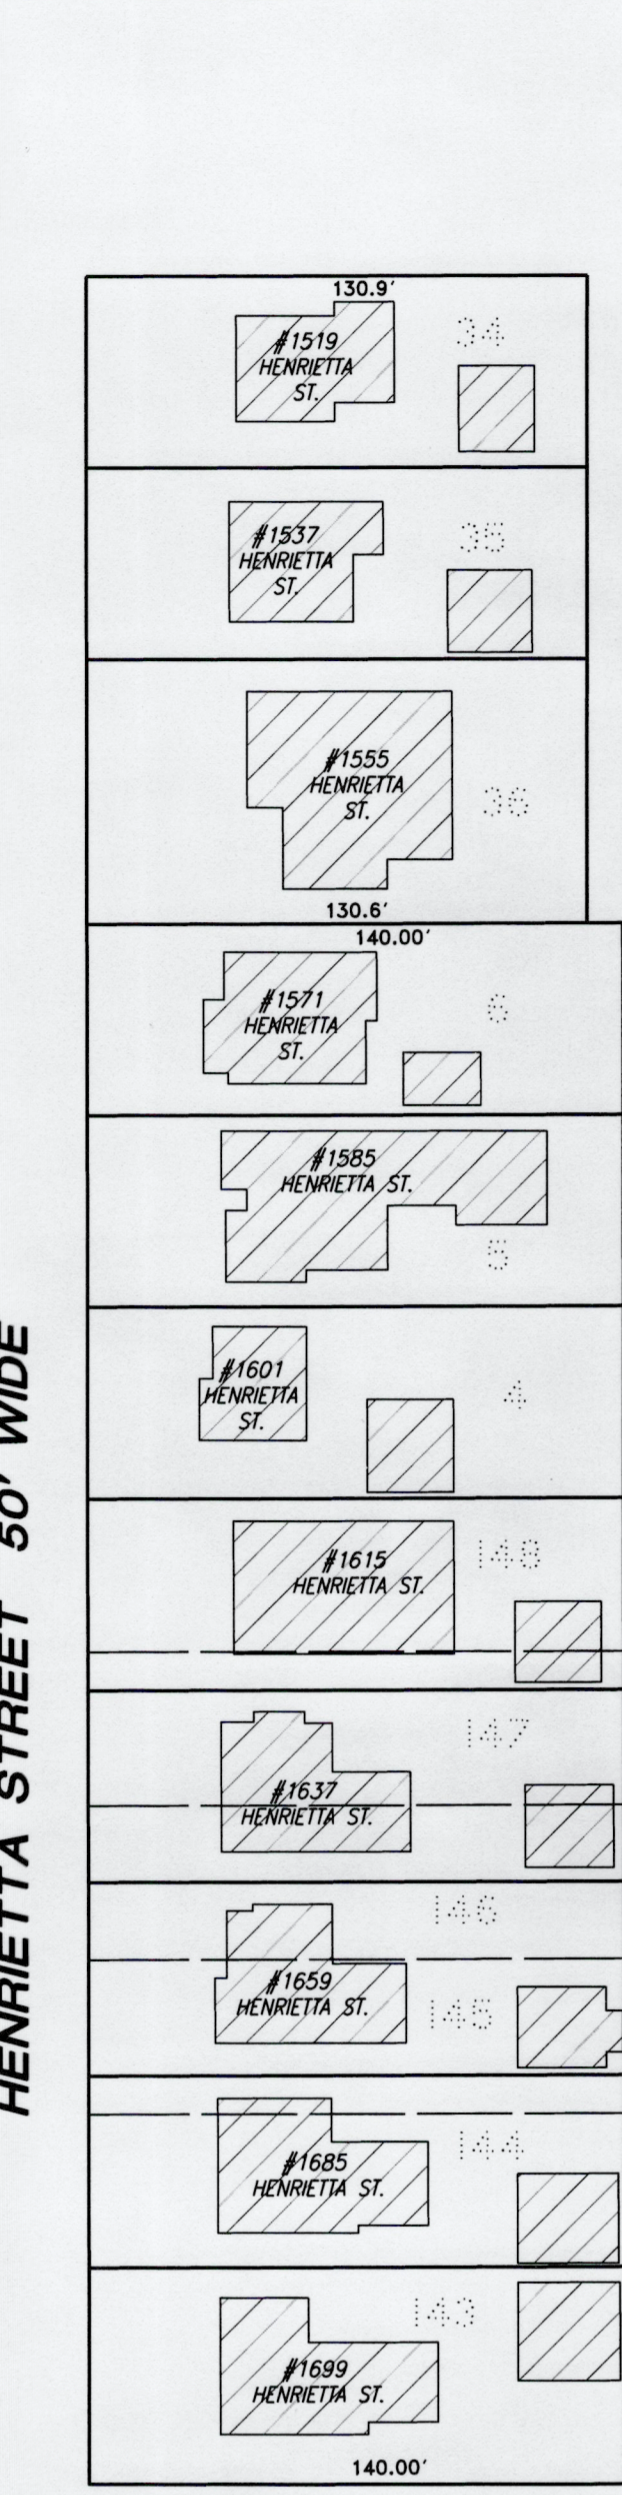 130.9'
34
#1519
HENRIETTA
ST.
35
#1537
HENRIETTA
ST.
#1555
HENRIETTA
ST.
36
130.6'
140.00'
#1571
HENRIETTA
ST.
6
#1585
HENRIETTA ST.
5
#1601
HENRIETTA
ST.
4
148
#1615
HENRIETTA ST.
147
#1637
HENRIETTA ST.
146
#1659
HENRIETTA ST.
145
144
#1685
HENRIETTA ST.
143
#1699
HENRIETTA ST.
140.00'
HENRIETTA STREET 50' WIDE